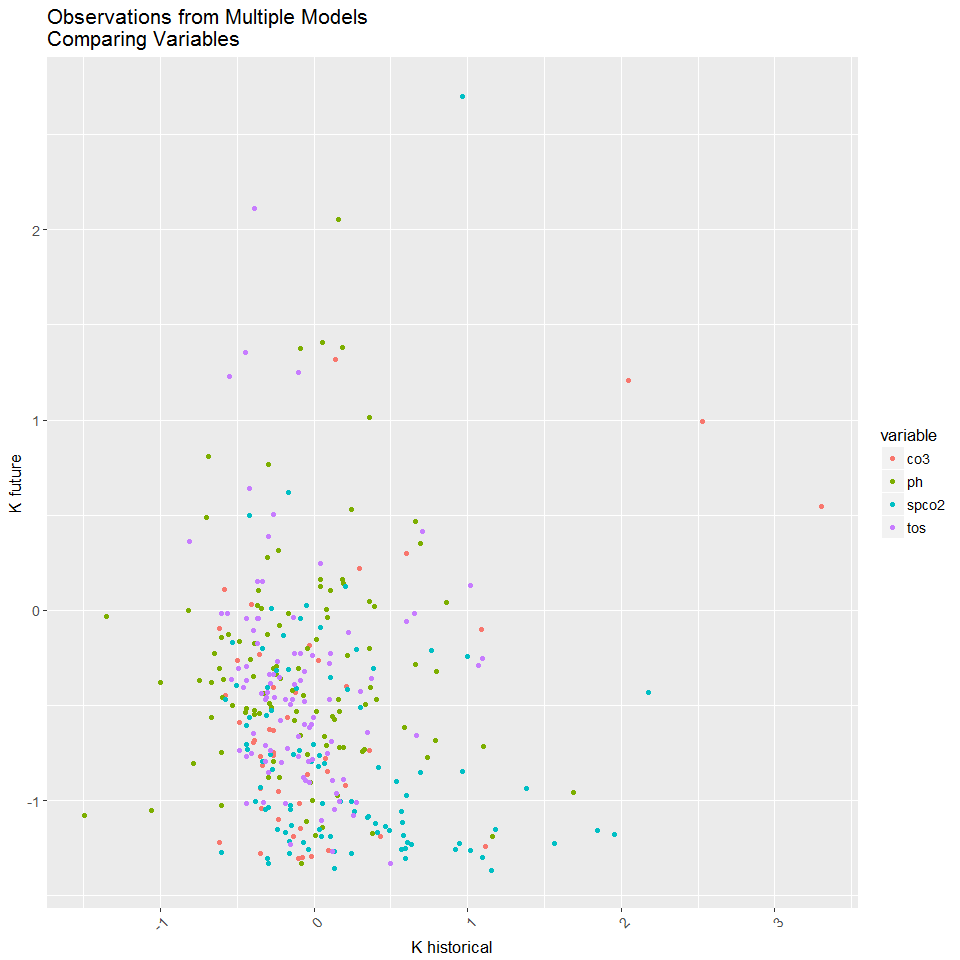 Observations from Multiple Models
Comparing Variables
K future
2
1
0
-1
-1
0
1
2
3
K historical
variable
co3
ph
spco2
tos